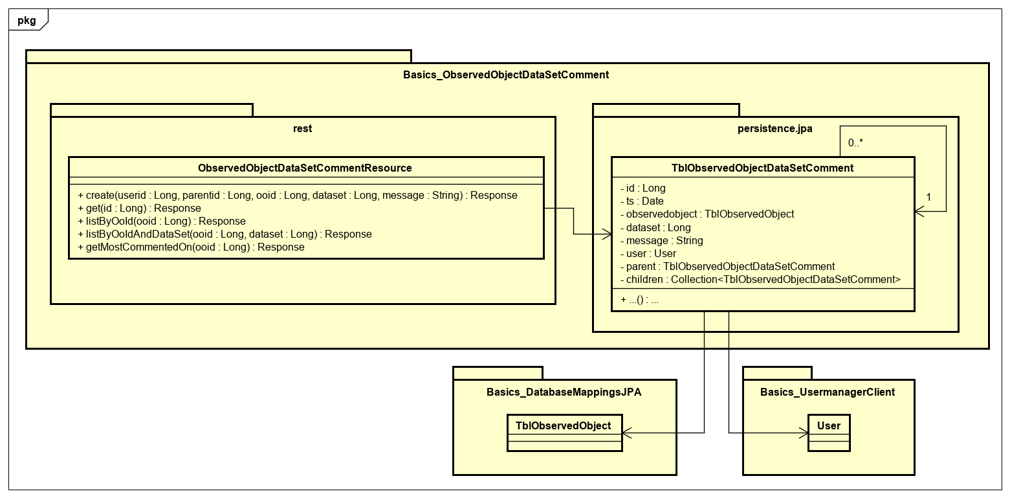 pkg
Basics_ObservedObjectDataSetComment
rest
ObservedObjectDataSetCommentResource
+ create(userid : Long, parentid : Long, ooid : Long, dataset : Long, message : String) : Response
+ get(id : Long) : Response
+ listByOoId(ooid : Long) : Response
+ listByOoIdAndDataSet(ooid : Long, dataset : Long) : Response
+ getMostCommentedOn(ooid : Long) : Response
persistence.jpa
0..*
1
TblObservedObjectDataSetComment
- id : Long
- ts : Date
- observedobject : TblObservedObject
- dataset : Long
- message : String
- user : User
- parent : TblObservedObjectDataSetComment
- children : Collection<TblObservedObjectDataSetComment>
+ ...() : ...
Basics_DatabaseMappingsJPA
TblObservedObject
Basics_UsermanagerClient
User